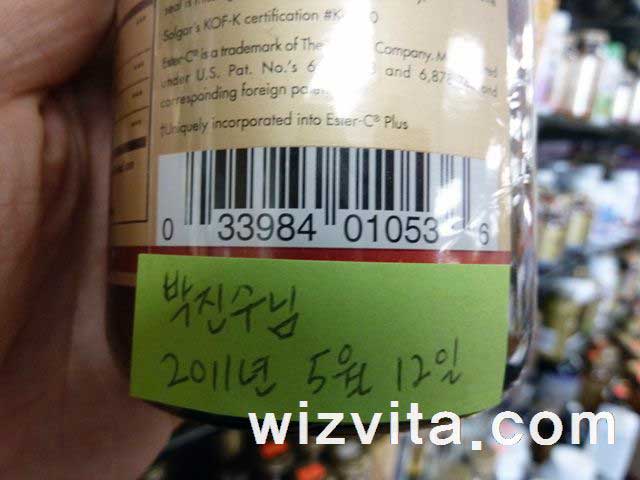 Solgar's KOF-K certification
Ester-C® is a trademark of The Company.
under U.S. Pat. No.'s and
corresponding foreign
†Uniquely incorporated into Ester-C® Plus
0 33984 01053 6
박진수님
2011년 5월 12일
wizvita.com